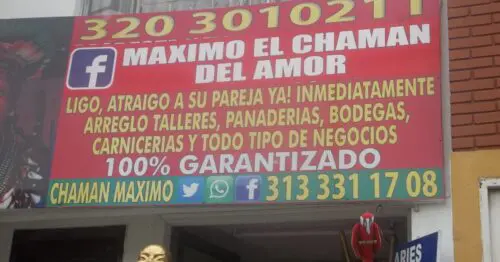 320 3010211
MAXIMO EL CHAMAN
DEL AMOR
LIGO, ATRAIGO A SU PAREJA YA! INMEDIATAMENTE
ARREGLO TALLERES, PANADERIAS, BODEGAS,
CARNICERIAS Y TODO TIPO DE NEGOCIOS
100% GARANTIZADO
CHAMAN MAXIMO 313 331 17 08
ARIES